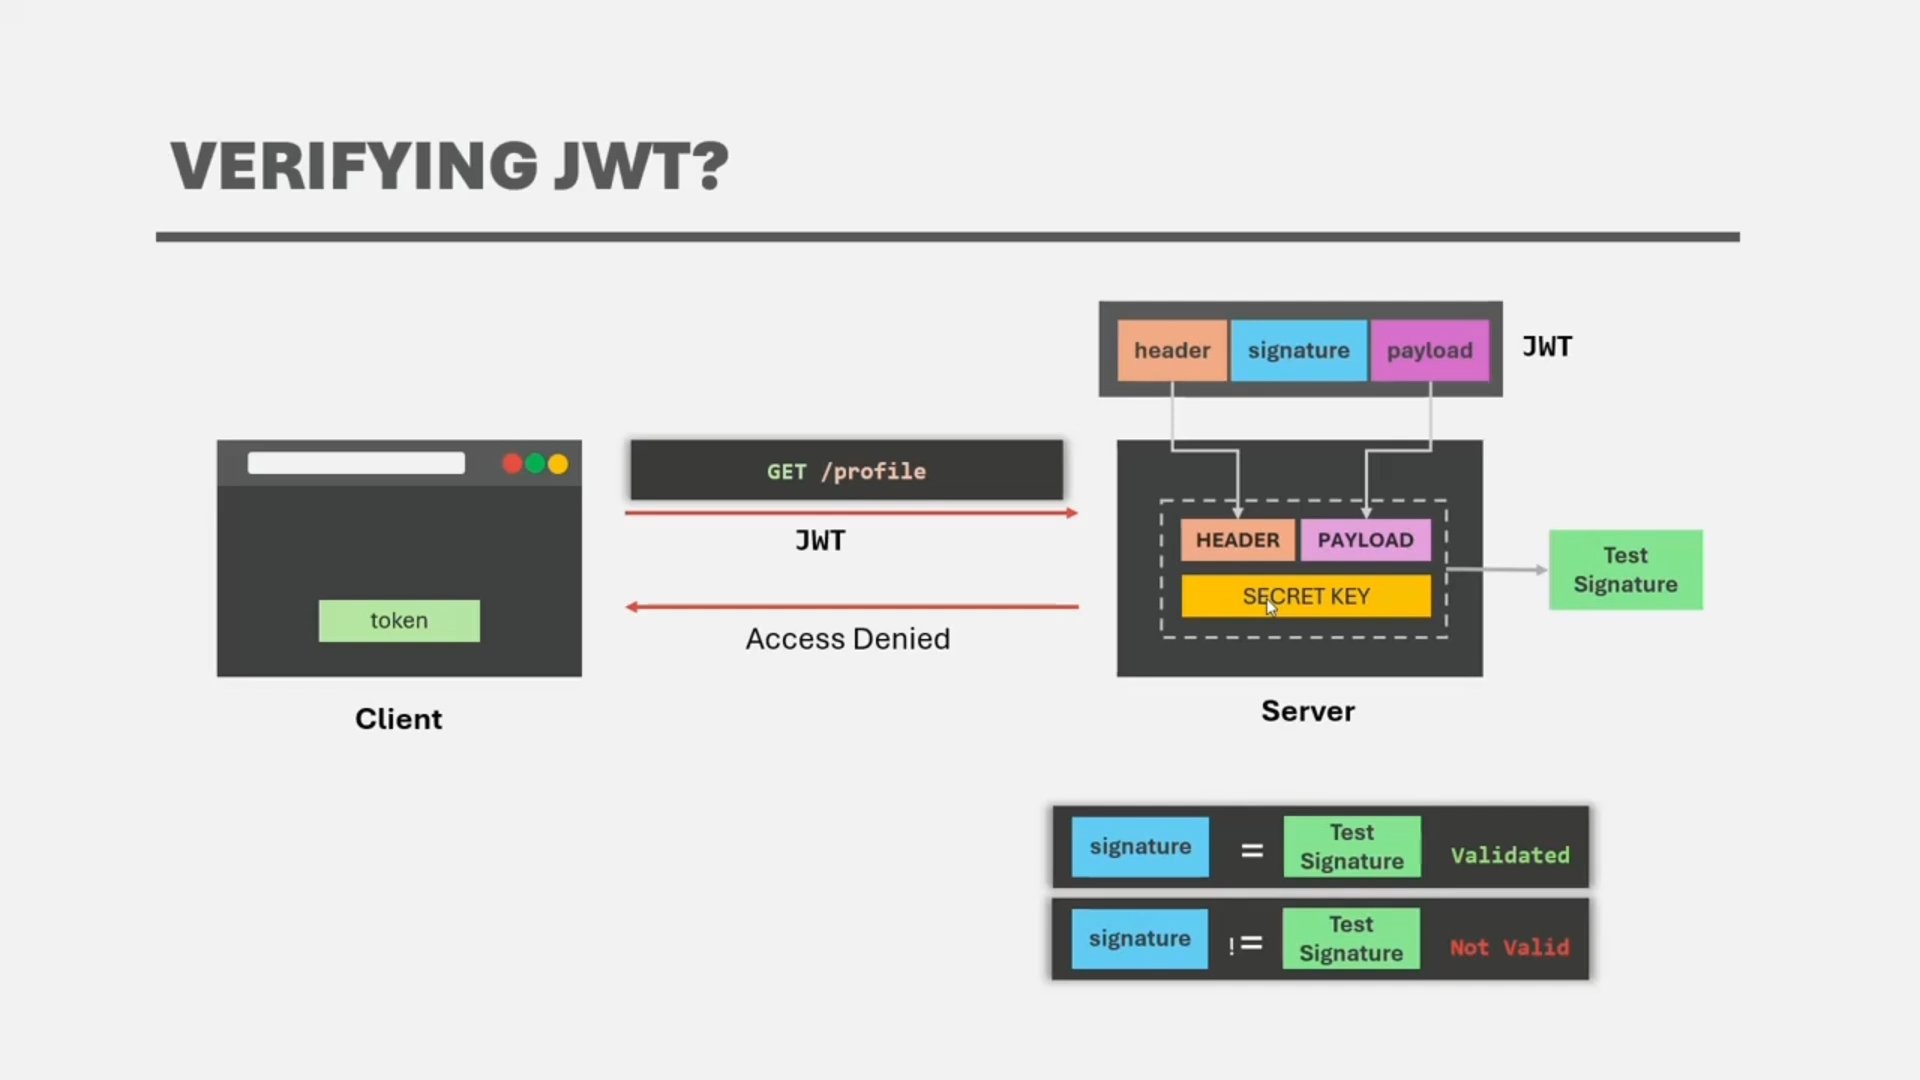 VERIFYING JWT?
header signature payload JWT
GET /profile
JWT
HEADER PAYLOAD
SECRET KEY
Test
Signature
token
Access Denied
Client
Server
signature = Test
Signature Validated
signature != Test
Signature Not Valid